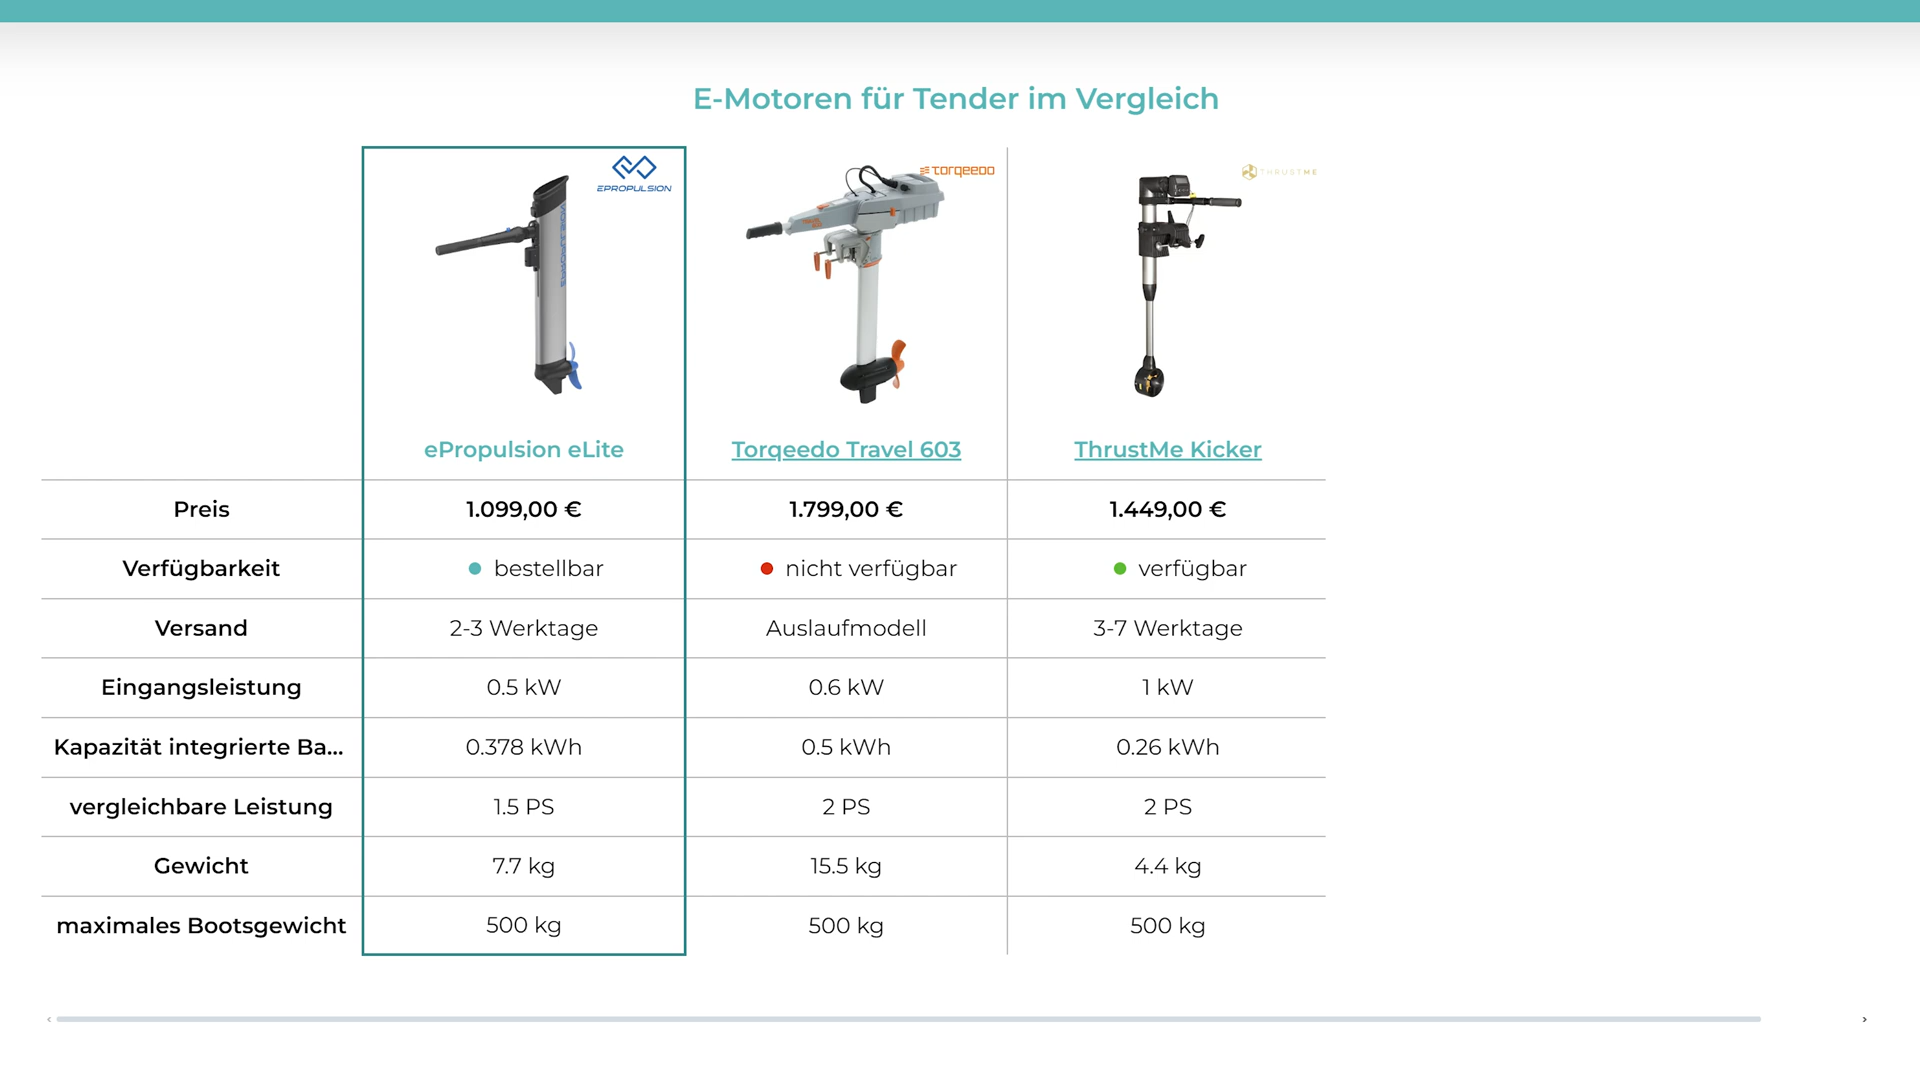 E-Motoren für Tender im Vergleich
EPROPULSION
TORQEEDO
THRUSTME
ePropulsion eLite
Torqeedo Travel 603
ThrustMe Kicker
Preis
1.099,00 €
1.799,00 €
1.449,00 €
Verfügbarkeit
bestellbar
nicht verfügbar
verfügbar
Versand
2-3 Werktage
Auslaufmodell
3-7 Werktage
Eingangsleistung
0.5 kW
0.6 kW
1 kW
Kapazität integrierte Ba...
0.378 kWh
0.5 kWh
0.26 kWh
vergleichbare Leistung
1.5 PS
2 PS
2 PS
Gewicht
7.7 kg
15.5 kg
4.4 kg
maximales Bootsgewicht
500 kg
500 kg
500 kg